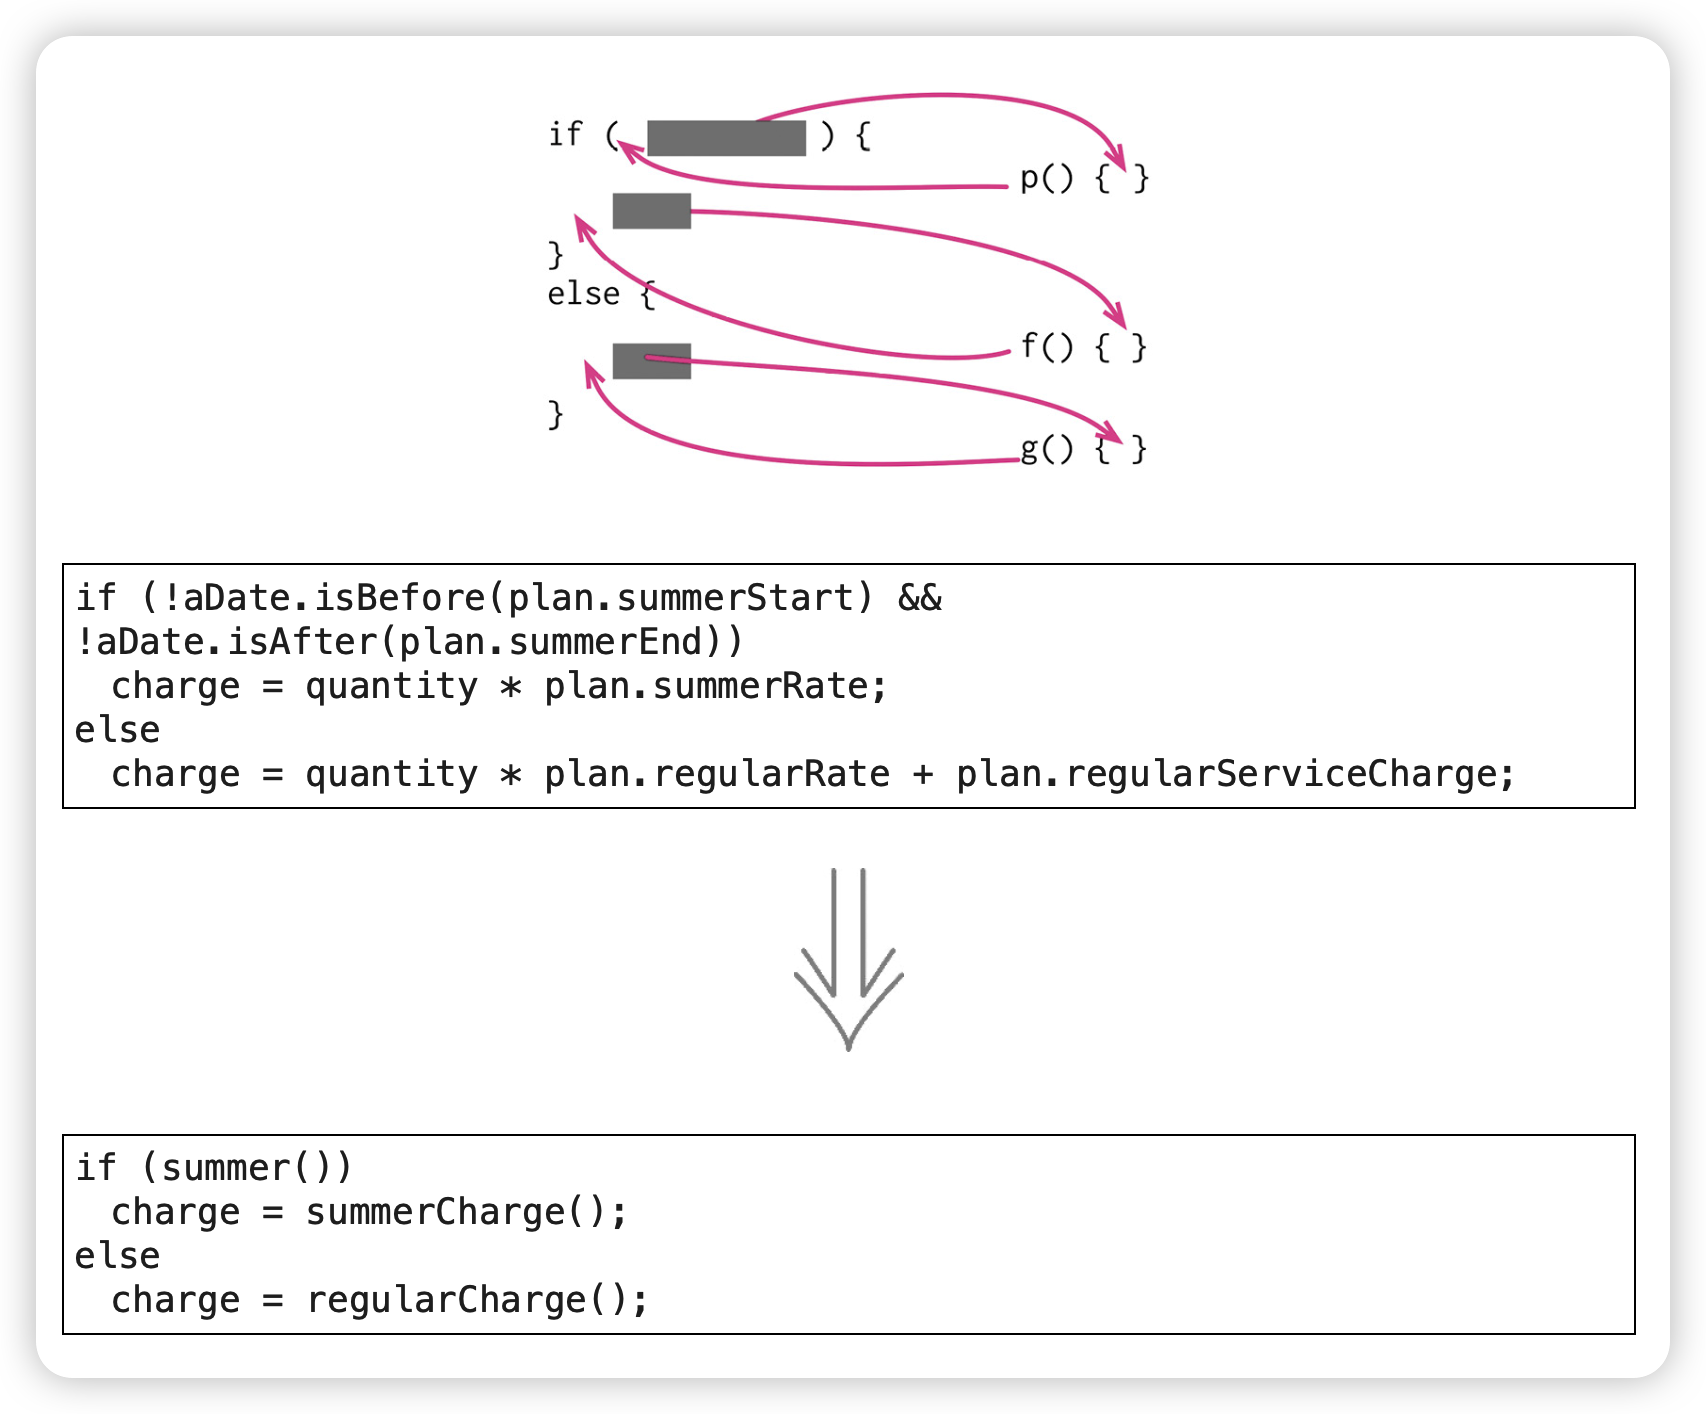 if ( ) {
p() { }
}
else {
f() { }
}
g() { }
if (!aDate.isBefore(plan.summerStart) &&
!aDate.isAfter(plan.summerEnd))
  charge = quantity * plan.summerRate;
else
  charge = quantity * plan.regularRate + plan.regularServiceCharge;
if (summer())
  charge = summerCharge();
else
  charge = regularCharge();